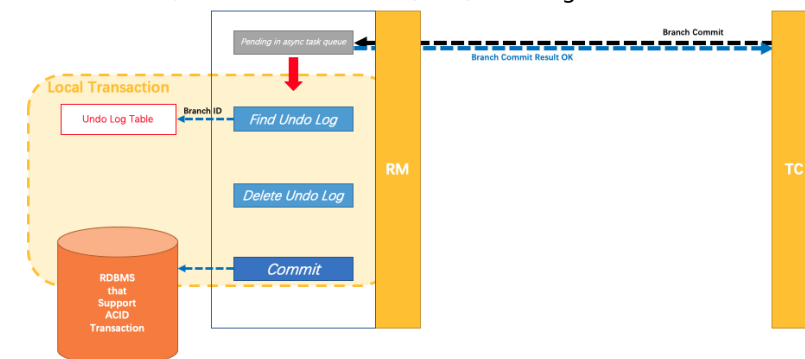 Branch Commit
Pending in async task queue
Branch Commit Result OK
Local Transaction
Branch ID
Undo Log Table
Find Undo Log
RM
TC
Delete Undo Log
Commit
RDBMS
that
Support
ACID
Transaction